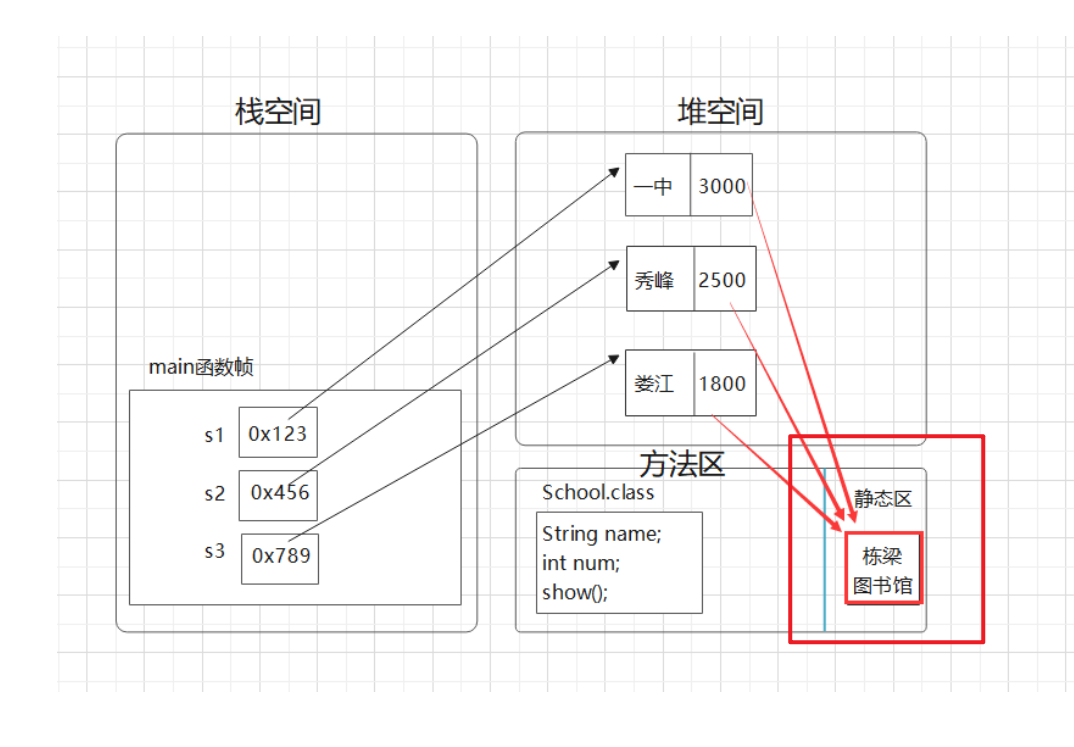 栈空间
堆空间
一中 3000
秀峰 2500
娄江 1800
main函数帧
s1 0x123
s2 0x456
s3 0x789
方法区
School.class
String name;
int num;
show();
静态区
栋梁
图书馆